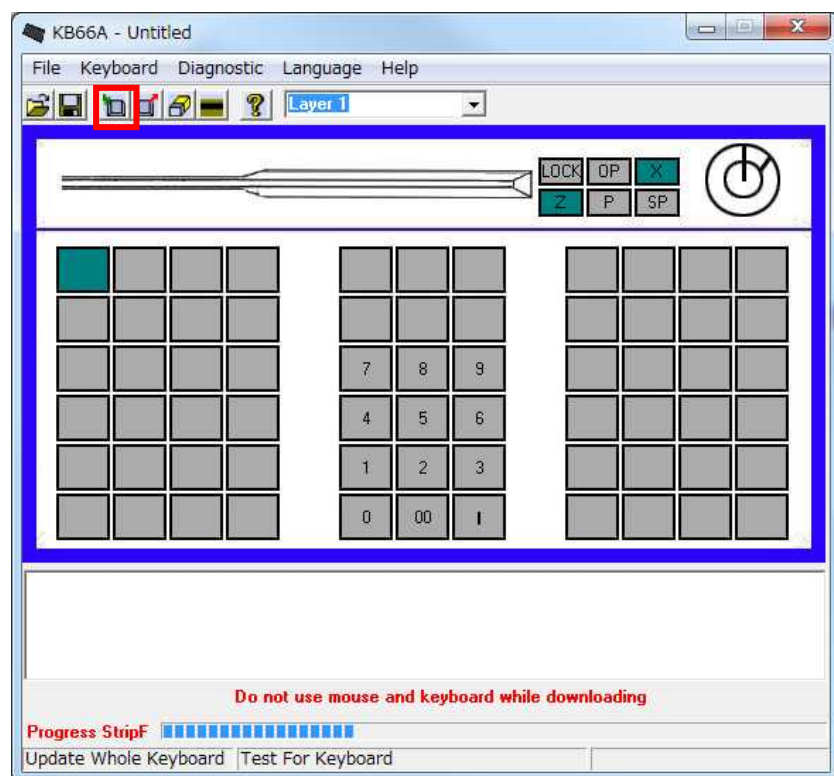 KB66A - Untitled
File Keyboard Diagnostic Language Help
Layer 1
LOCK OP X
Z P SP
7 8 9
4 5 6
1 2 3
0 00 .
Do not use mouse and keyboard while downloading
Progress StripF
Update Whole Keyboard Test For Keyboard